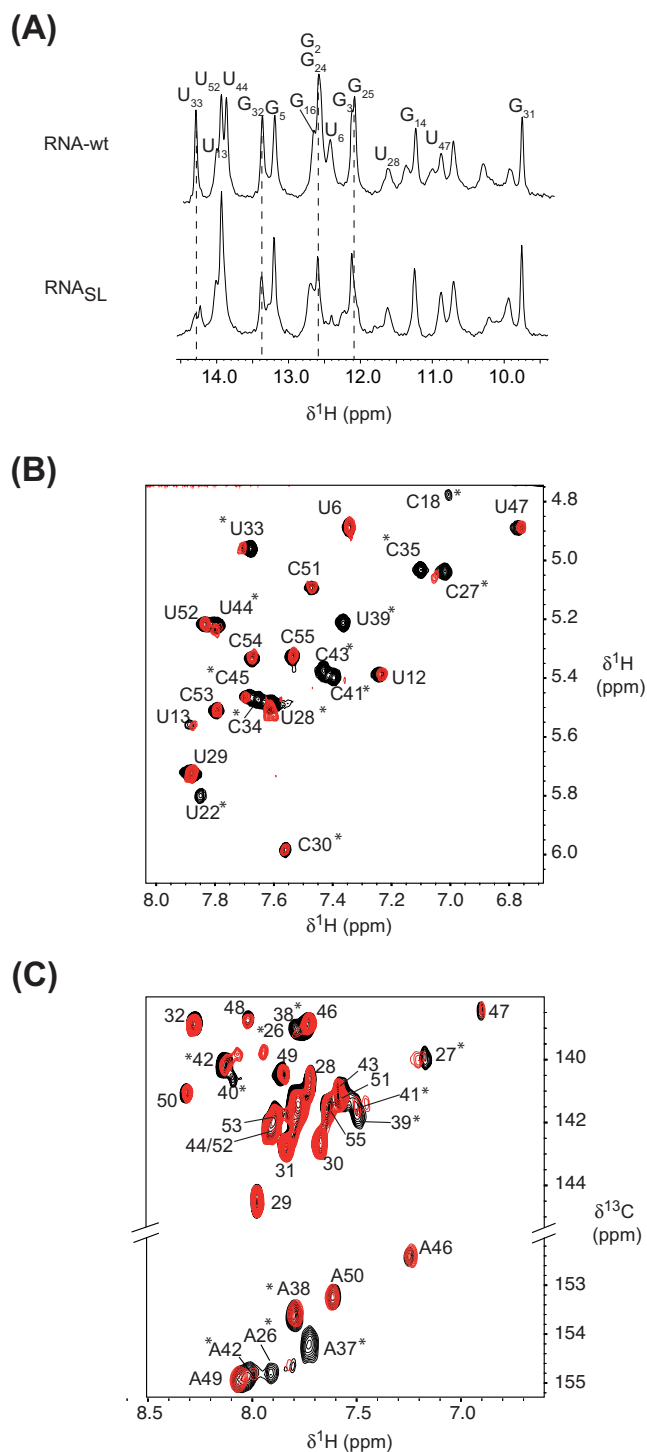 (A)
G₂
G₂₄
U₅₂ U₄₄
U₃₃
U₁₃
G₃₂ G₅
G₁₆
U₆
G₃ G₂₅
U₂₈
G₁₄
U₄₇
G₃₁
RNA-wt
RNA_SL
14.0 13.0 12.0 11.0 10.0
δ¹H (ppm)
(B)
C18*
U6
U47
*U33
*C35
C51
C27*
U52 U44*
U39*
C54 C55
C43*
*C45
C41* U12
C53
*C34 U28*
U13
U29
U22*
C30*
4.8
5.0
5.2
5.4
5.6
5.8
6.0
δ¹H
(ppm)
8.0 7.8 7.6 7.4 7.2 7.0 6.8
δ¹H (ppm)
(C)
32 48 38* 46 47
*26
*42 49 28 27*
40* 43
50 51
41*
53 39*
44/52 55
31 30
29
140
142
144
δ¹³C
(ppm)
A46
*A38 A50
A26*
*A42 A37*
A49
153
154
155
8.5 8.0 7.5 7.0
δ¹H (ppm)